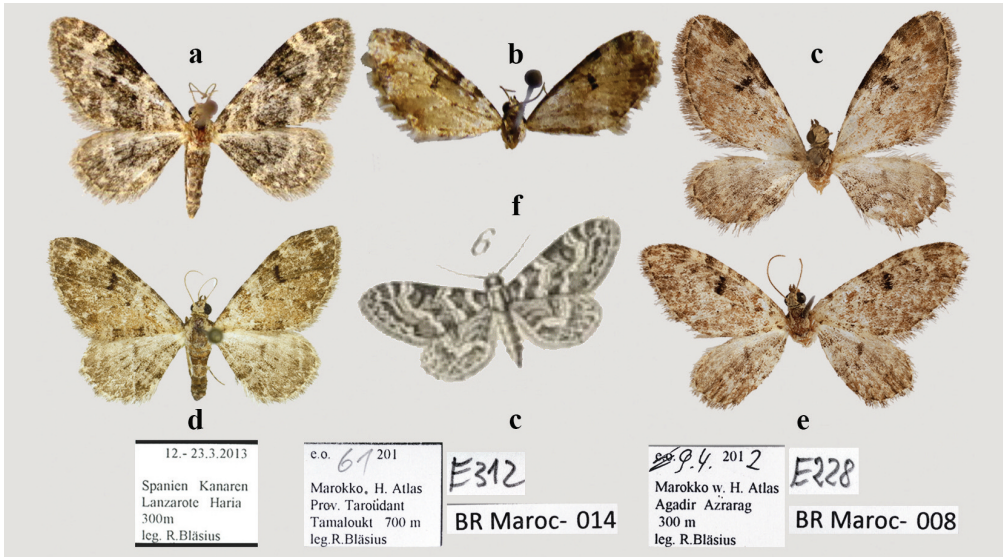 a
b
c
f
6
d
c
e
12.- 23.3.2013
Spanien Kanaren
Lanzarote Haria
300m
leg. R.Bläsius
e.o. 61 201
Marokko, H. Atlas
Prov. Taroúdant
Tamaloukt 700 m
leg.R.Bläsius
E312
BR Maroc- 014
e.o. 9.4. 2012
Marokko w. H. Atlas
Agadir Azrarag
300 m
leg. R.Bläsius
E228
BR Maroc- 008